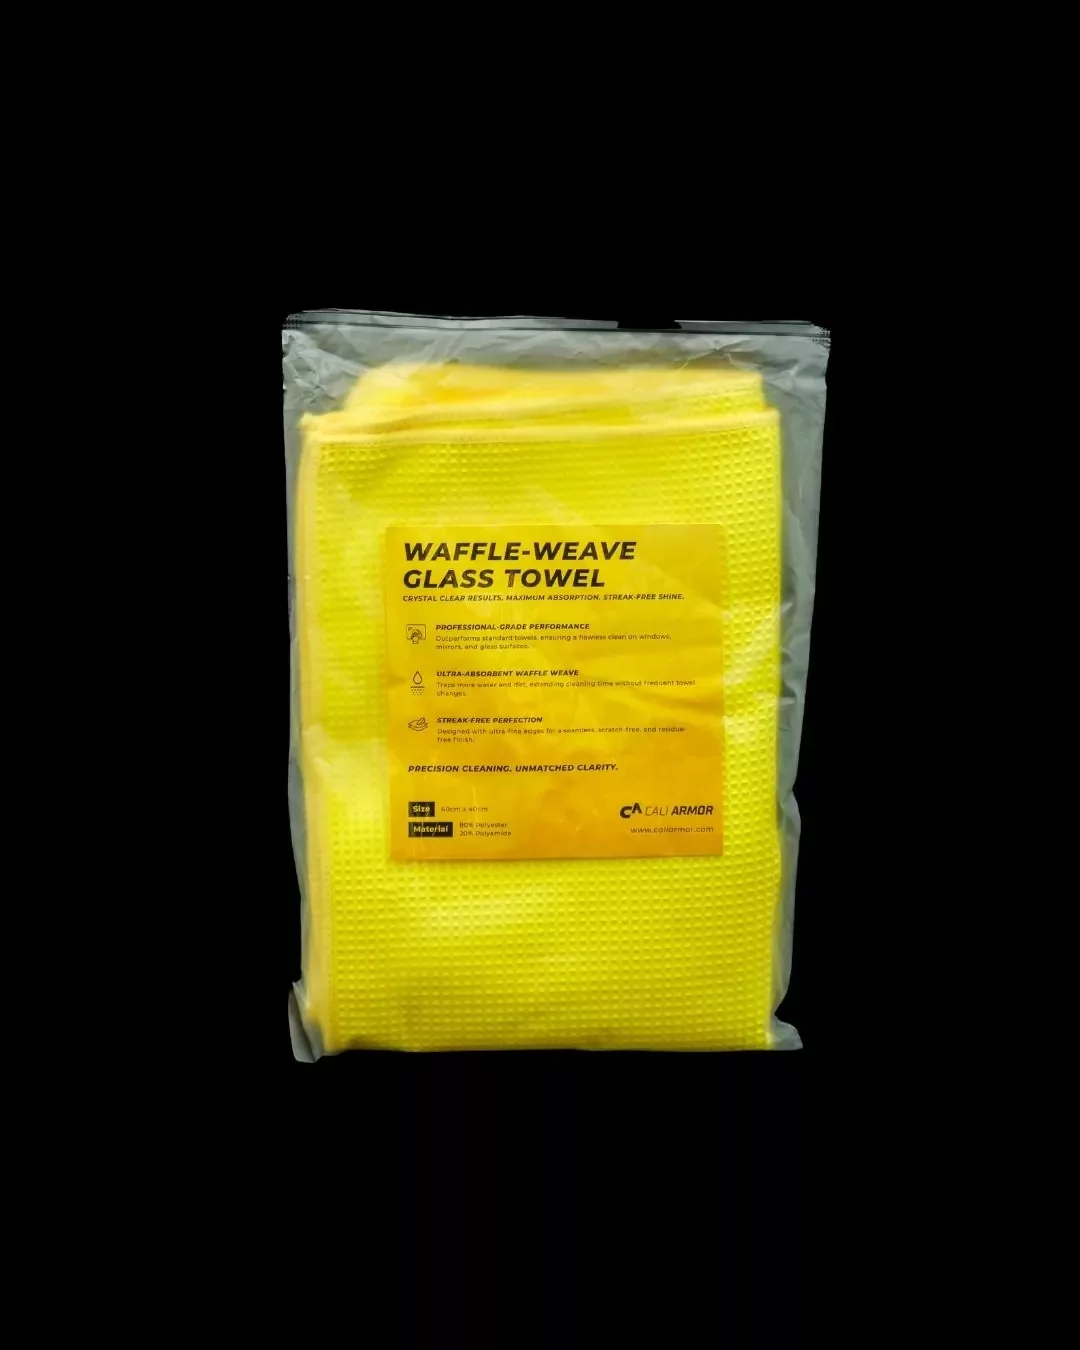 WAFFLE-WEAVE
GLASS TOWEL
CRYSTAL CLEAR RESULTS. MAXIMUM ABSORPTION. STREAK-FREE SHINE.
PROFESSIONAL-GRADE PERFORMANCE
Outperforms standard towels, ensuring a flawless clean on windows,
mirrors, and glass surfaces.
ULTRA-ABSORBENT WAFFLE WEAVE
Traps more water and dirt, extending cleaning time without frequent towel
changes.
STREAK-FREE PERFECTION
Designed with ultra-fine edges for a seamless, scratch-free, and residue-
free finish.
PRECISION CLEANING. UNMATCHED CLARITY.
Size 40cm x 40cm
Material 80% Polyester
20% Polyamide
CA CALI ARMOR
www.caliarmor.com